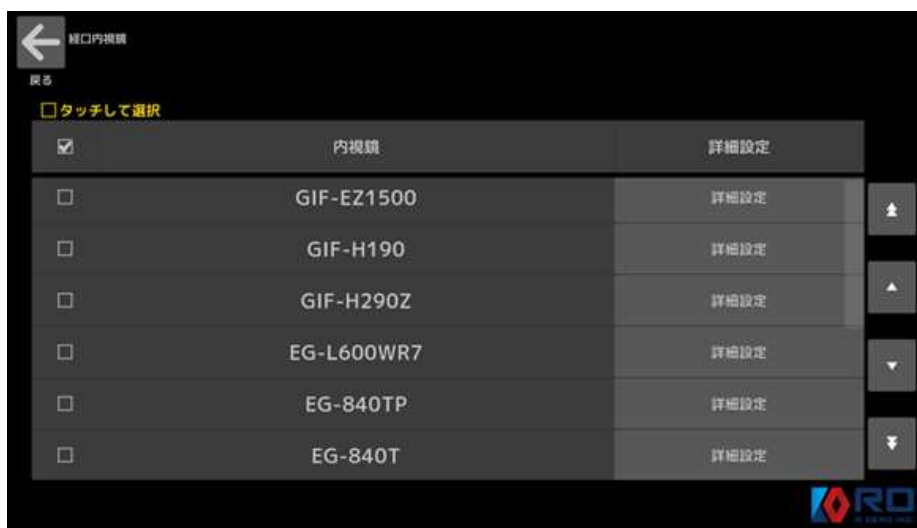 経口内視鏡
戻る
タッチして選択
内視鏡 詳細設定
GIF-EZ1500 詳細設定
GIF-H190 詳細設定
GIF-H290Z 詳細設定
EG-L600WR7 詳細設定
EG-840TP 詳細設定
EG-840T 詳細設定